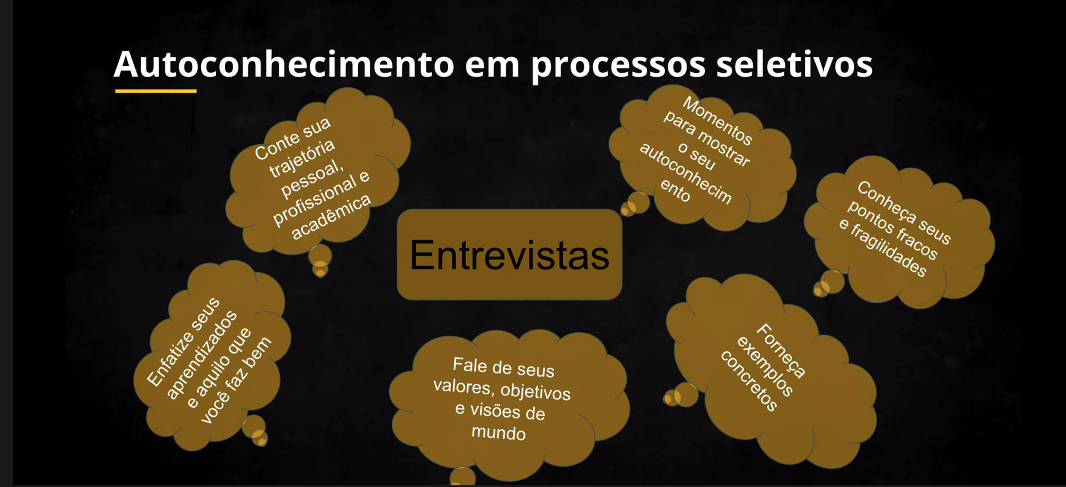 Autoconhecimento em processos seletivos
Conte sua
trajetória
pessoal,
profissional e
acadêmica
Momentos
para mostrar
o seu
autoconhecim
ento
Conheça seus
pontos fracos
e fragilidades
Entrevistas
Enfatize seus
aprendizados
e aquilo que
você faz bem
Fale de seus
valores, objetivos
e visões de
mundo
Forneça
exemplos
concretos